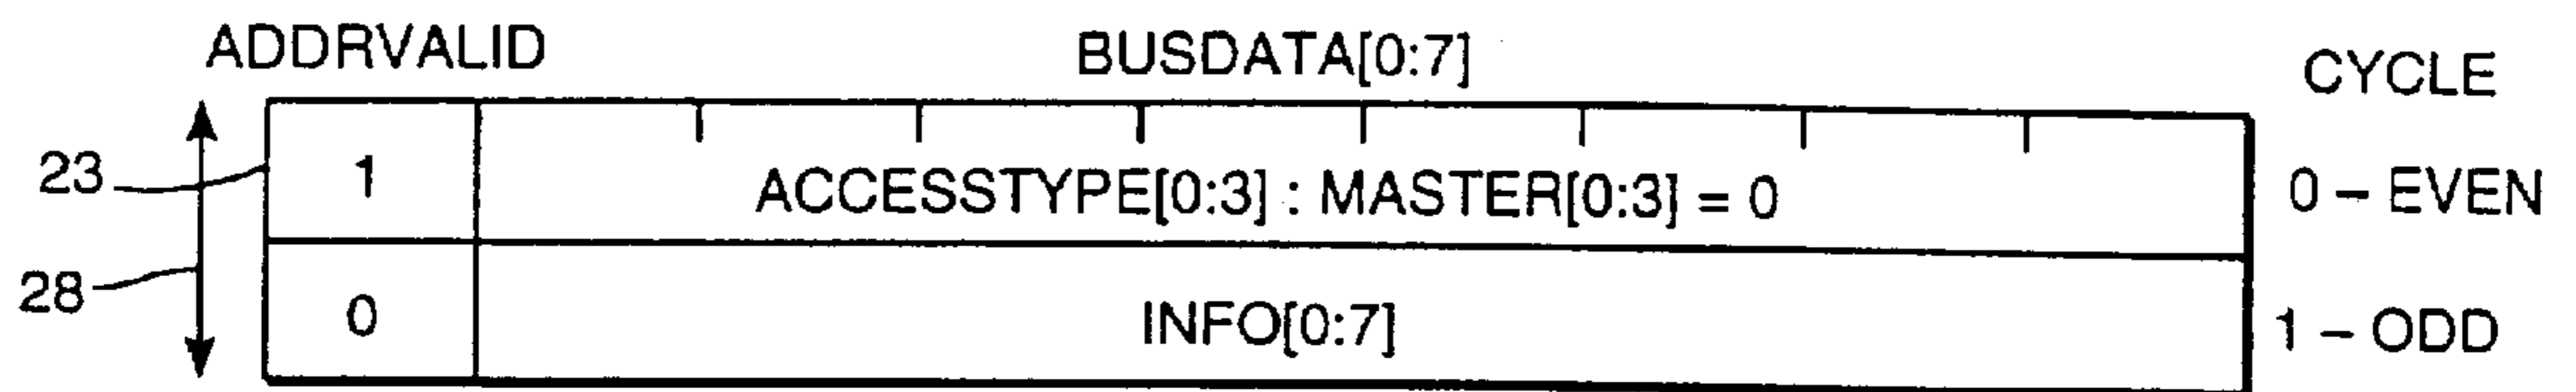 ADDRVALID BUSDATA[0:7] CYCLE
23 1 ACCESSTYPE[0:3] : MASTER[0:3] = 0 0 – EVEN
28 0 INFO[0:7] 1 – ODD